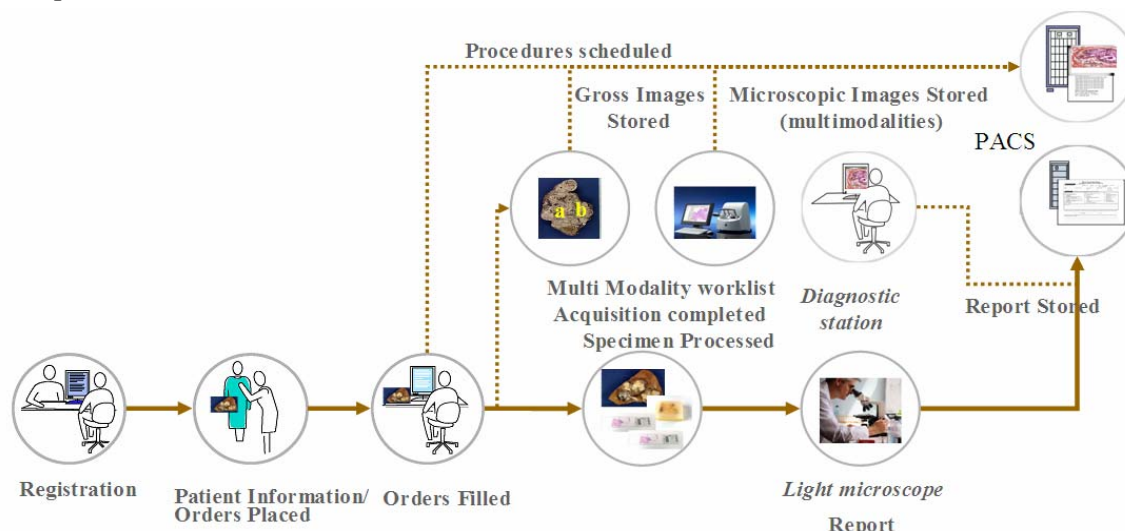 Procedures scheduled
Gross Images
Stored
Microscopic Images Stored
(multimodalities)
PACS
a b
Multi Modality worklist
Acquisition completed
Specimen Processed
Diagnostic
station
Report Stored
Registration
Patient Information/
Orders Placed
Orders Filled
Light microscope
Report